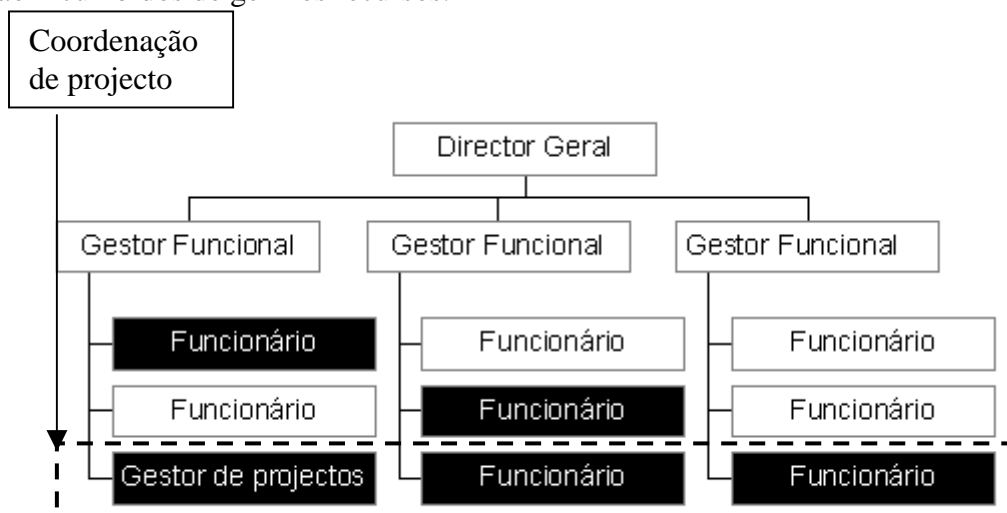 Coordenação
de projecto
Director Geral
Gestor Funcional Gestor Funcional Gestor Funcional
Funcionário Funcionário Funcionário
Funcionário Funcionário Funcionário
Gestor de projectos Funcionário Funcionário